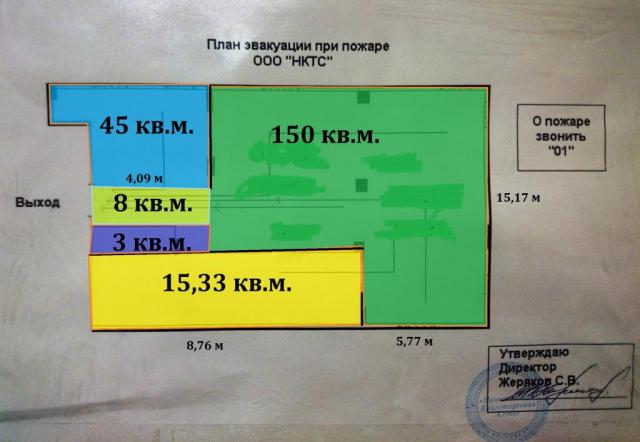 План эвакуации при пожаре
ООО "НКТС"
45 кв.м.
150 кв.м.
О пожаре
звонить
"01"
4,09 м
Выход
8 кв.м.
15,17 м
3 кв.м.
15,33 кв.м.
8,76 м
5,77 м
Утверждаю
Директор
Жеряков С.В.